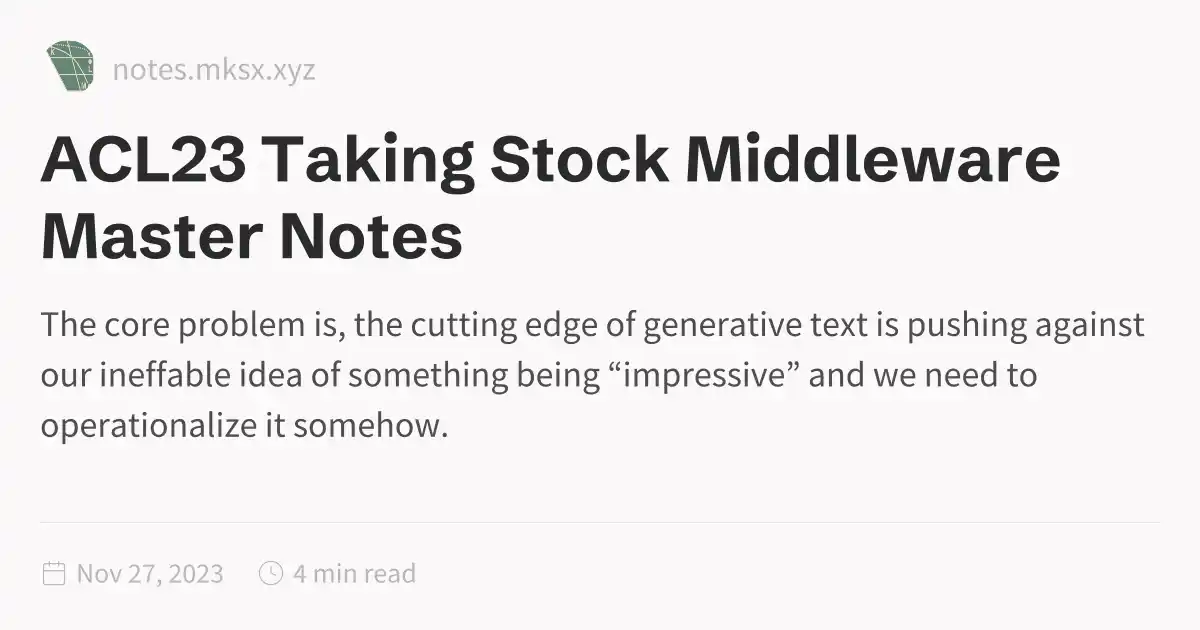 notes.mksx.xyz
ACL23 Taking Stock Middleware
Master Notes
The core problem is, the cutting edge of generative text is pushing against
our ineffable idea of something being “impressive” and we need to
operationalize it somehow.
Nov 27, 2023 4 min read